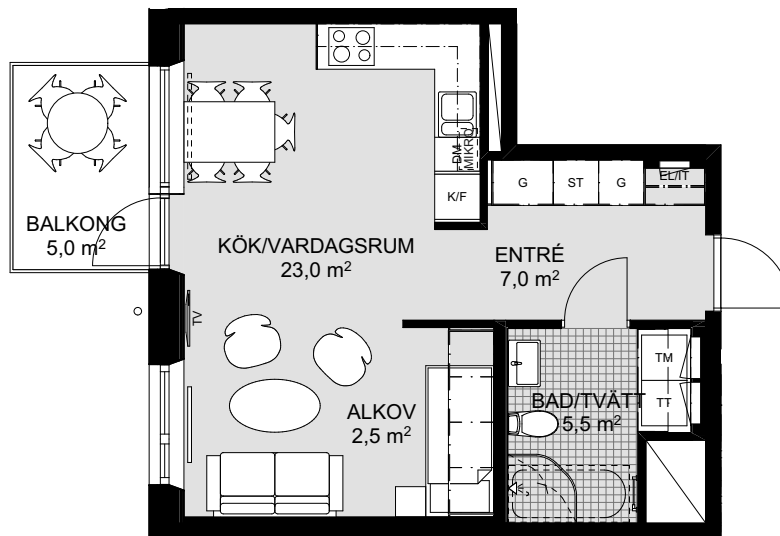 DM
MIKRO
K/F
G
ST
G
EL/IT
BALKONG
5,0 m²
KÖK/VARDAGSRUM
23,0 m²
ENTRÉ
7,0 m²
TV
ALKOV
2,5 m²
TM
TT
BAD/TVÄTT
5,5 m²